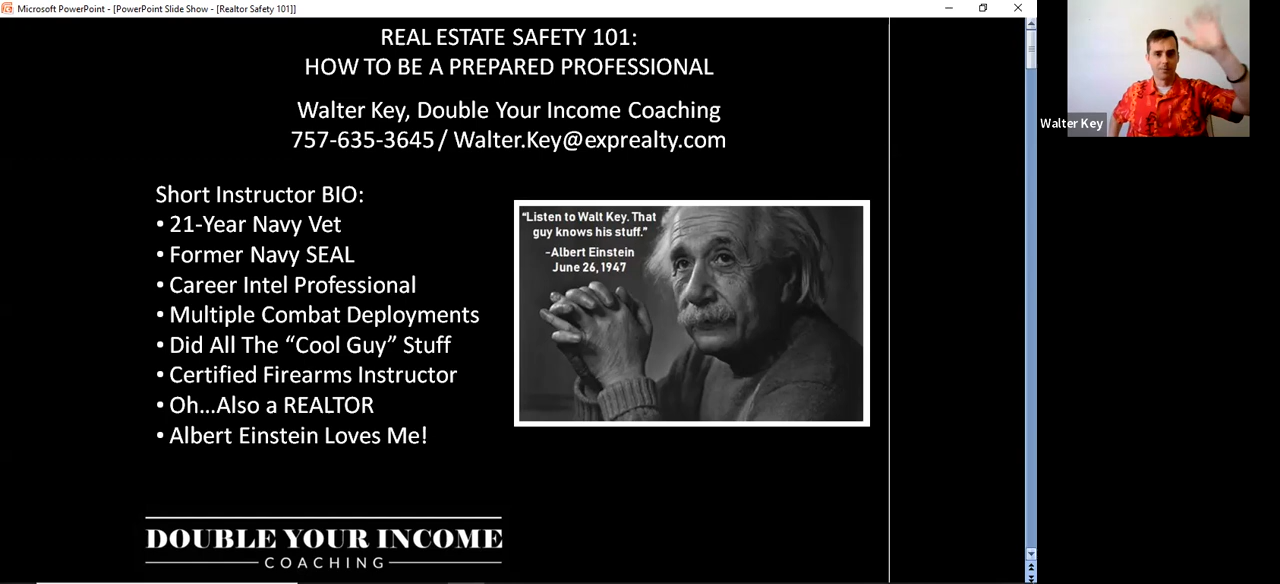 Microsoft PowerPoint - [PowerPoint Slide Show - [Realtor Safety 101]]
REAL ESTATE SAFETY 101:
HOW TO BE A PREPARED PROFESSIONAL
Walter Key, Double Your Income Coaching
757-635-3645 / Walter.Key@exprealty.com
Short Instructor BIO:
• 21-Year Navy Vet
• Former Navy SEAL
• Career Intel Professional
• Multiple Combat Deployments
• Did All The “Cool Guy” Stuff
• Certified Firearms Instructor
• Oh...Also a REALTOR
• Albert Einstein Loves Me!
“Listen to Walt Key. That
guy knows his stuff.”
-Albert Einstein
June 26, 1947
DOUBLE YOUR INCOME
COACHING
Walter Key